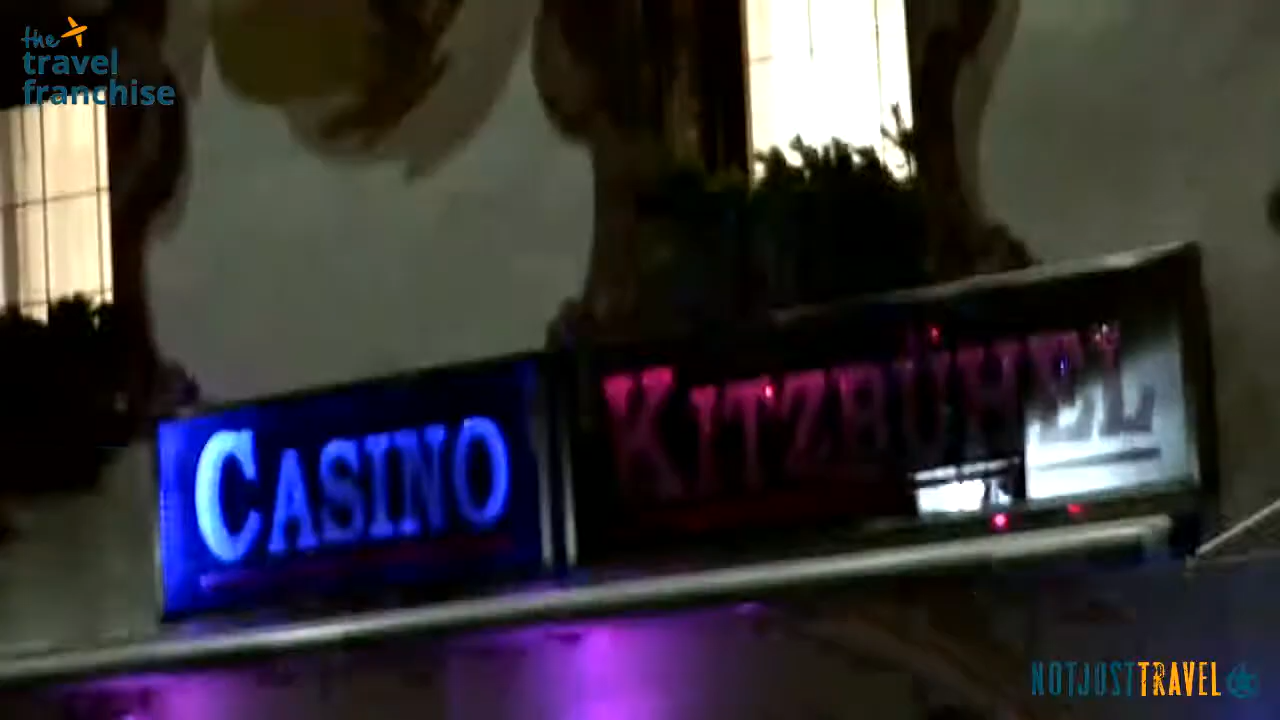 the
travel
franchise
CASINO
KITZBÜHEL
NOTJUSTTRAVEL